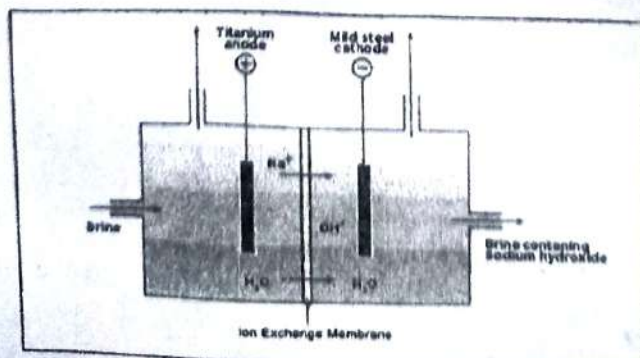 Titanium
anode
Mild steel
cathode
+
−
Na⁺
Brine
OH⁻
Brine containing
Sodium hydroxide
H₂O
H₂O
Ion Exchange Membrane